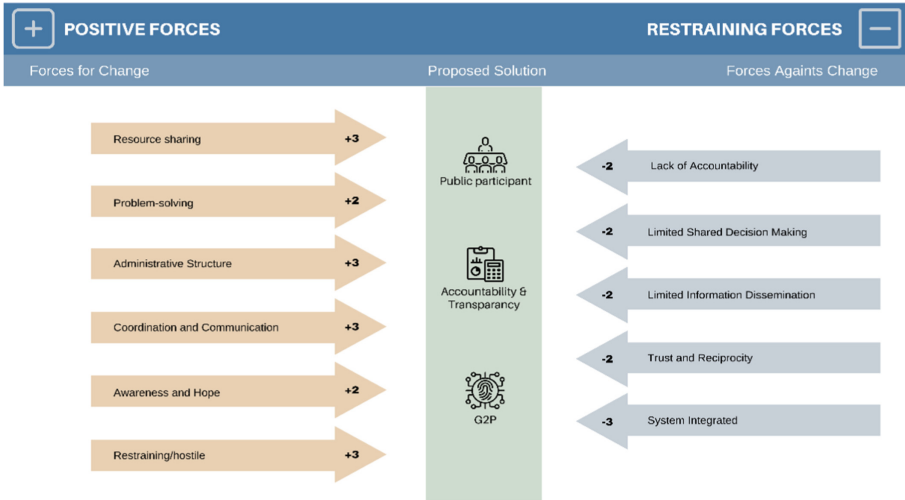 POSITIVE FORCES
RESTRAINING FORCES
Forces for Change
Proposed Solution
Forces Againts Change
Resource sharing +3
Problem-solving +2
Administrative Structure +3
Coordination and Communication +3
Awareness and Hope +2
Restraining/hostile +3
Public participant
Accountability &
Transparancy
G2P
-2 Lack of Accountability
-2 Limited Shared Decision Making
-2 Limited Information Dissemination
-2 Trust and Reciprocity
-3 System Integrated